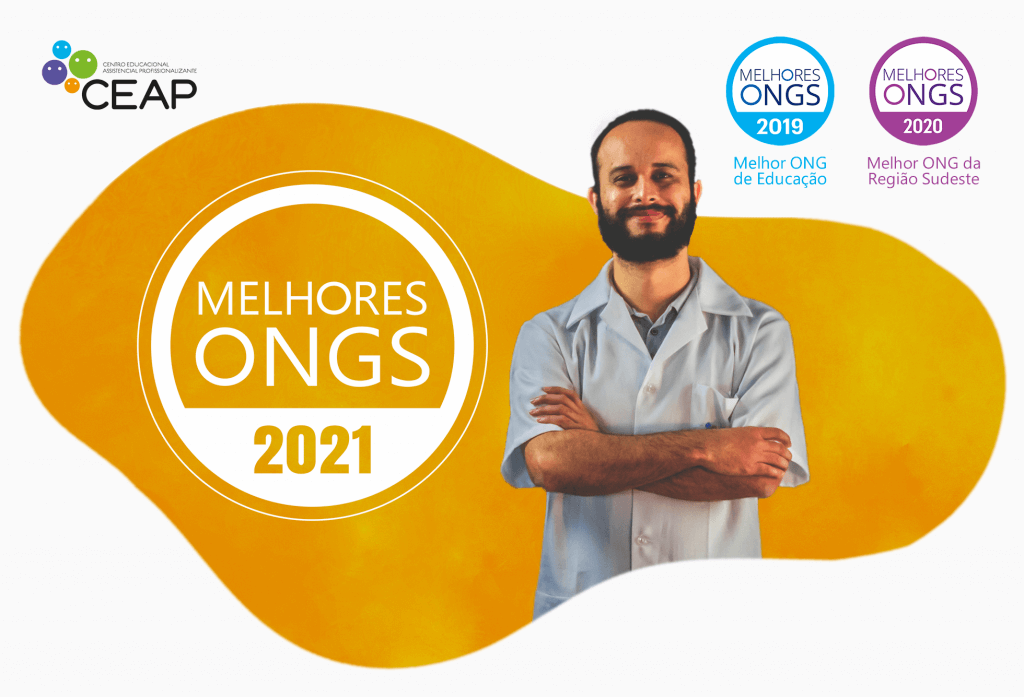 CENTRO EDUCACIONAL
ASSISTENCIAL PROFISSIONALIZANTE
CEAP
MELHORES
ONGS
2019
Melhor ONG
de Educação
MELHORES
ONGS
2020
Melhor ONG da
Região Sudeste
MELHORES
ONGS
2021